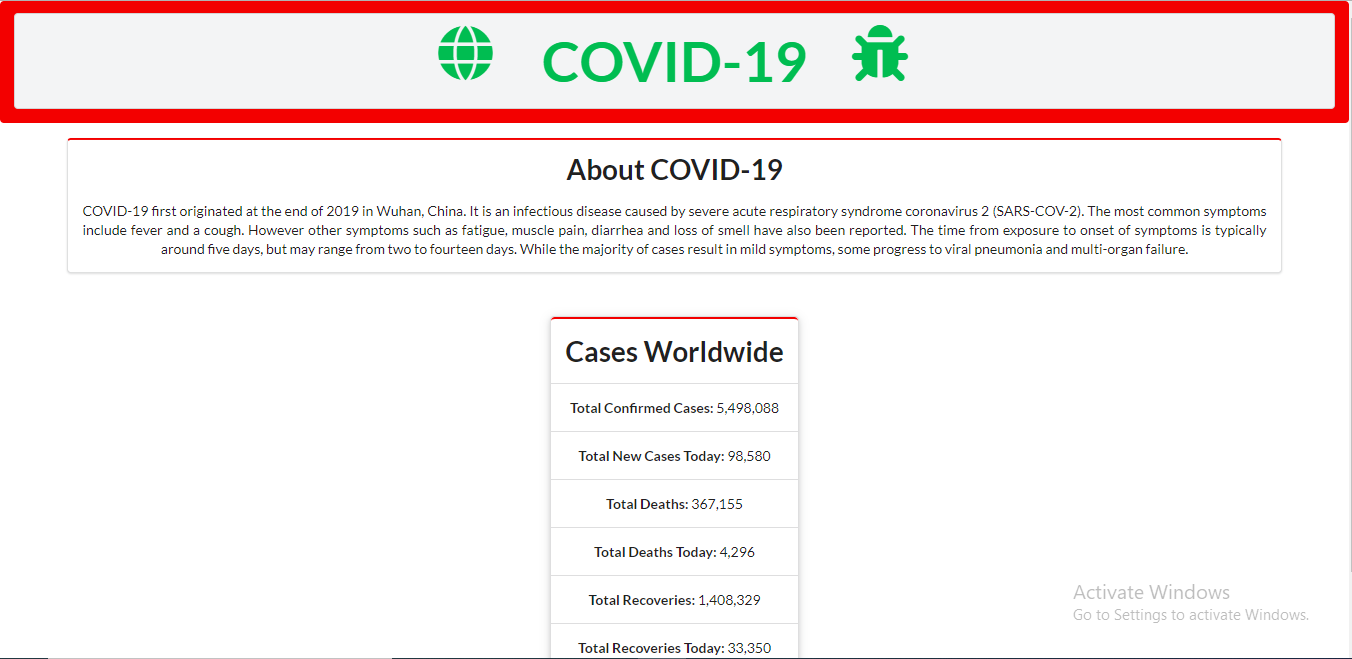 COVID-19
About COVID-19
COVID-19 first originated at the end of 2019 in Wuhan, China. It is an infectious disease caused by severe acute respiratory syndrome coronavirus 2 (SARS-COV-2). The most common symptoms
include fever and a cough. However other symptoms such as fatigue, muscle pain, diarrhea and loss of smell have also been reported. The time from exposure to onset of symptoms is typically
around five days, but may range from two to fourteen days. While the majority of cases result in mild symptoms, some progress to viral pneumonia and multi-organ failure.
Cases Worldwide
Total Confirmed Cases: 5,498,088
Total New Cases Today: 98,580
Total Deaths: 367,155
Total Deaths Today: 4,296
Total Recoveries: 1,408,329
Total Recoveries Today: 33,350
Activate Windows
Go to Settings to activate Windows.